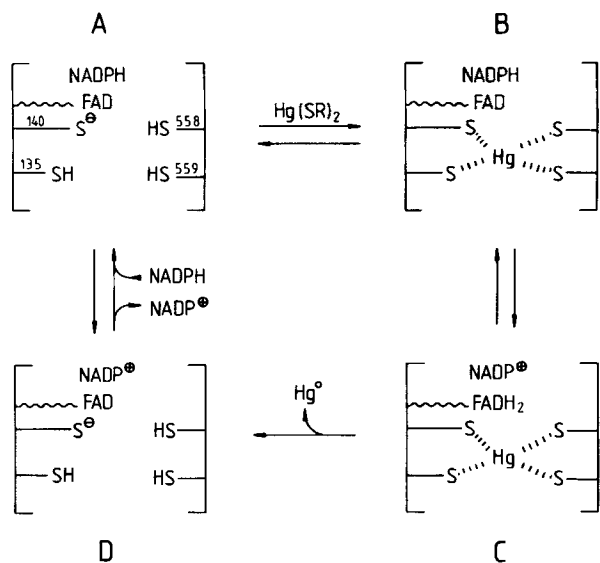 A
B
NADPH
FAD
140
S⊖
HS 558
135
SH
HS 559
Hg(SR)₂
NADPH
FAD
S
S
Hg
S
S
NADPH
NADP⊕
NADP⊕
FAD
S⊖
HS
SH
HS
Hg°
NADP⊕
FADH₂
S
S
Hg
S
S
D
C